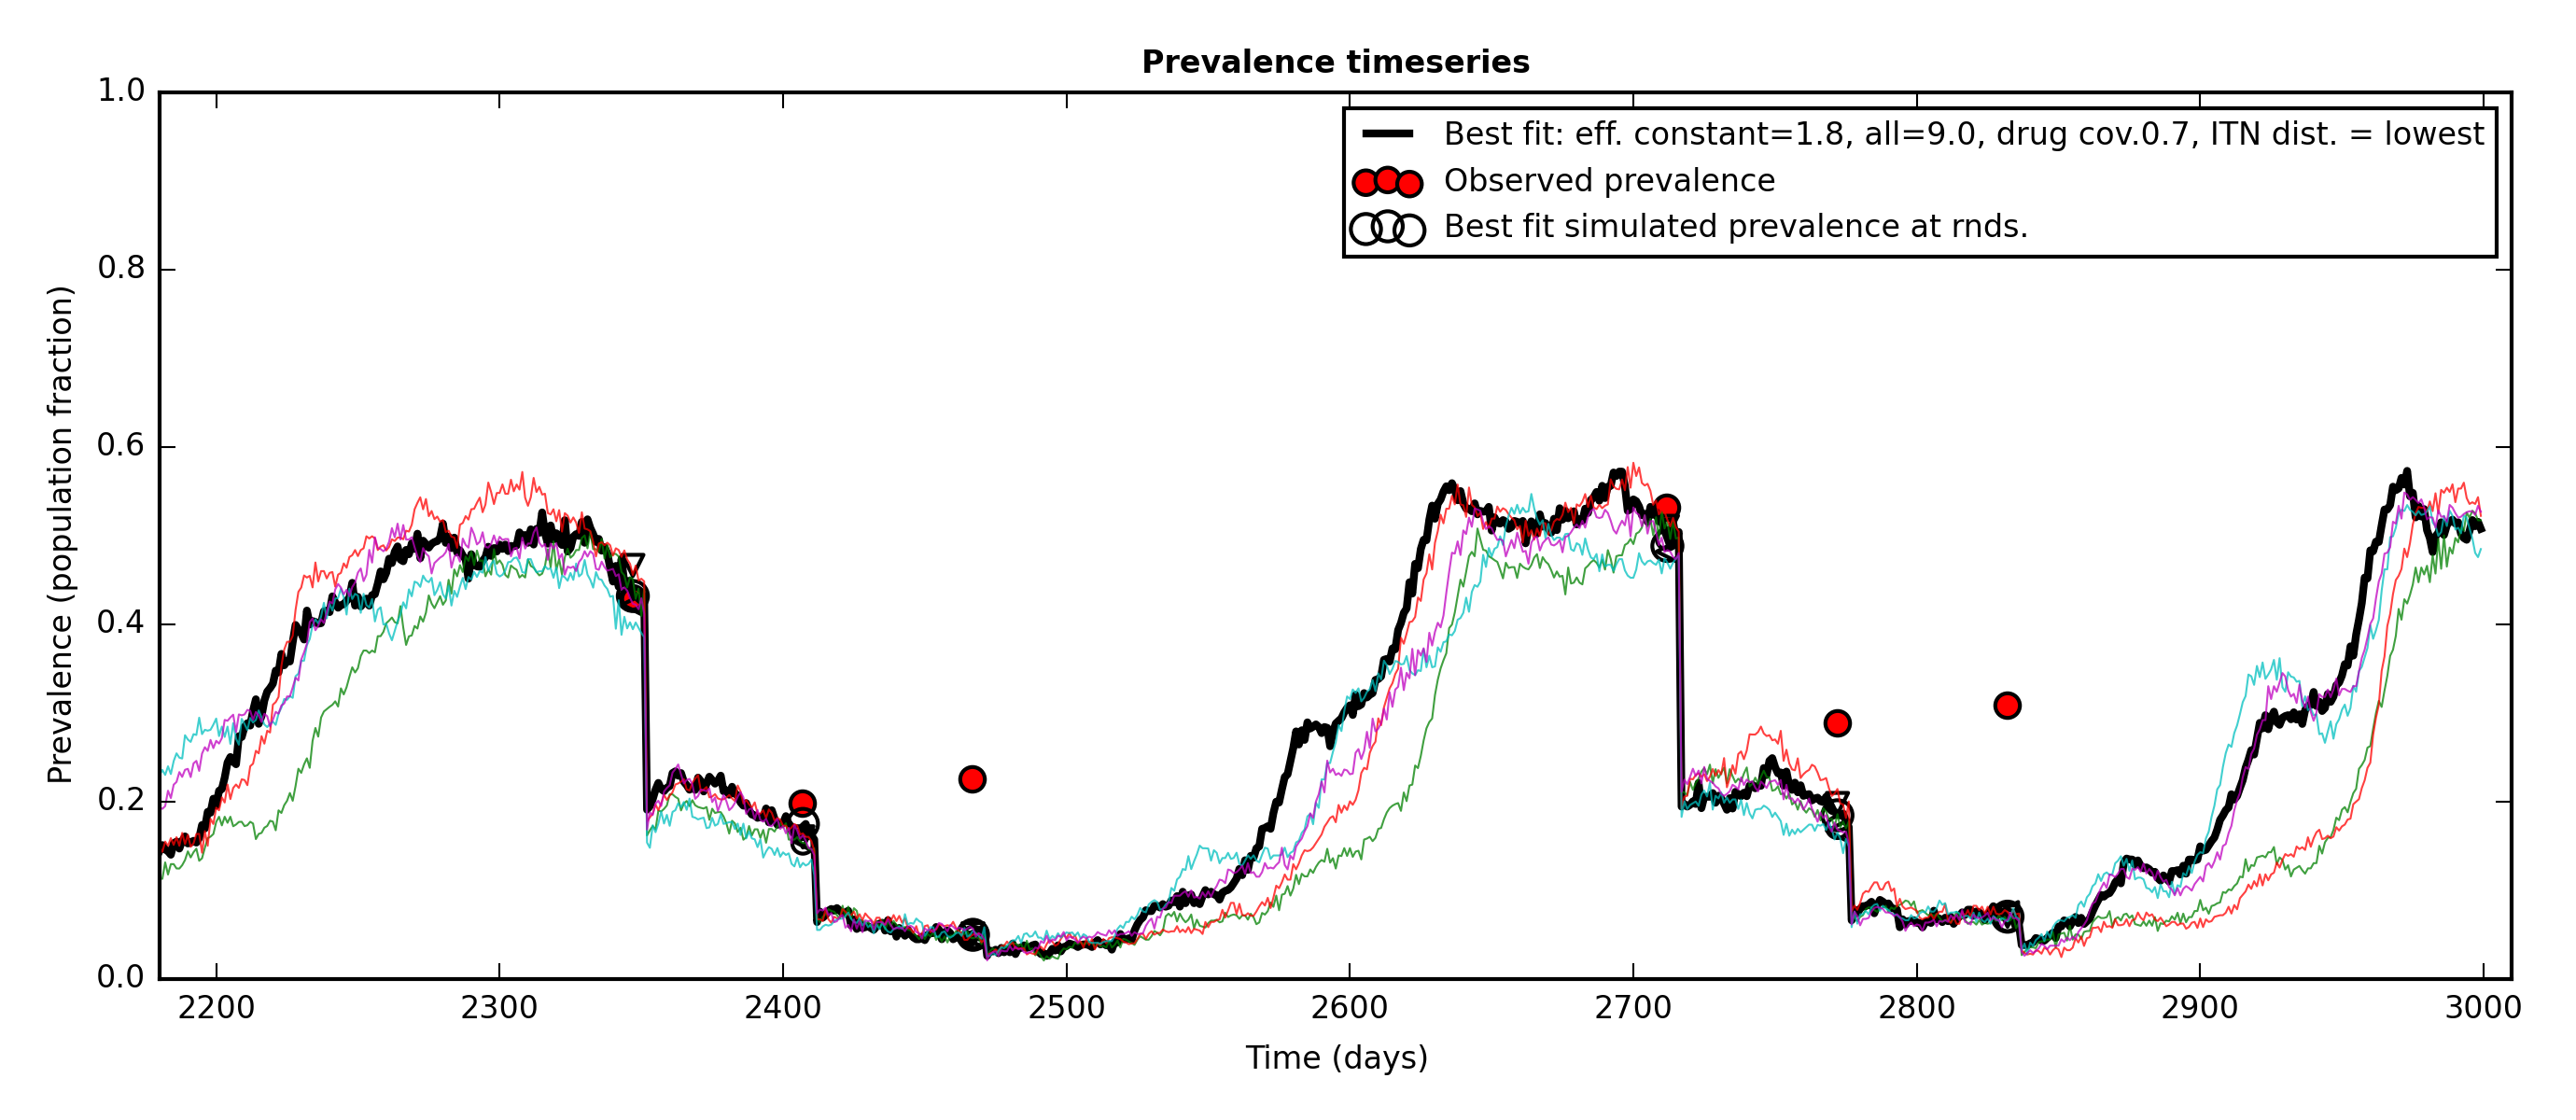 Prevalence timeseries
1.0
0.8
0.6
0.4
0.2
0.0
Prevalence (population fraction)
Best fit: eff. constant=1.8, all=9.0, drug cov.0.7, ITN dist. = lowest
Observed prevalence
Best fit simulated prevalence at rnds.
2200 2300 2400 2500 2600 2700 2800 2900 3000
Time (days)